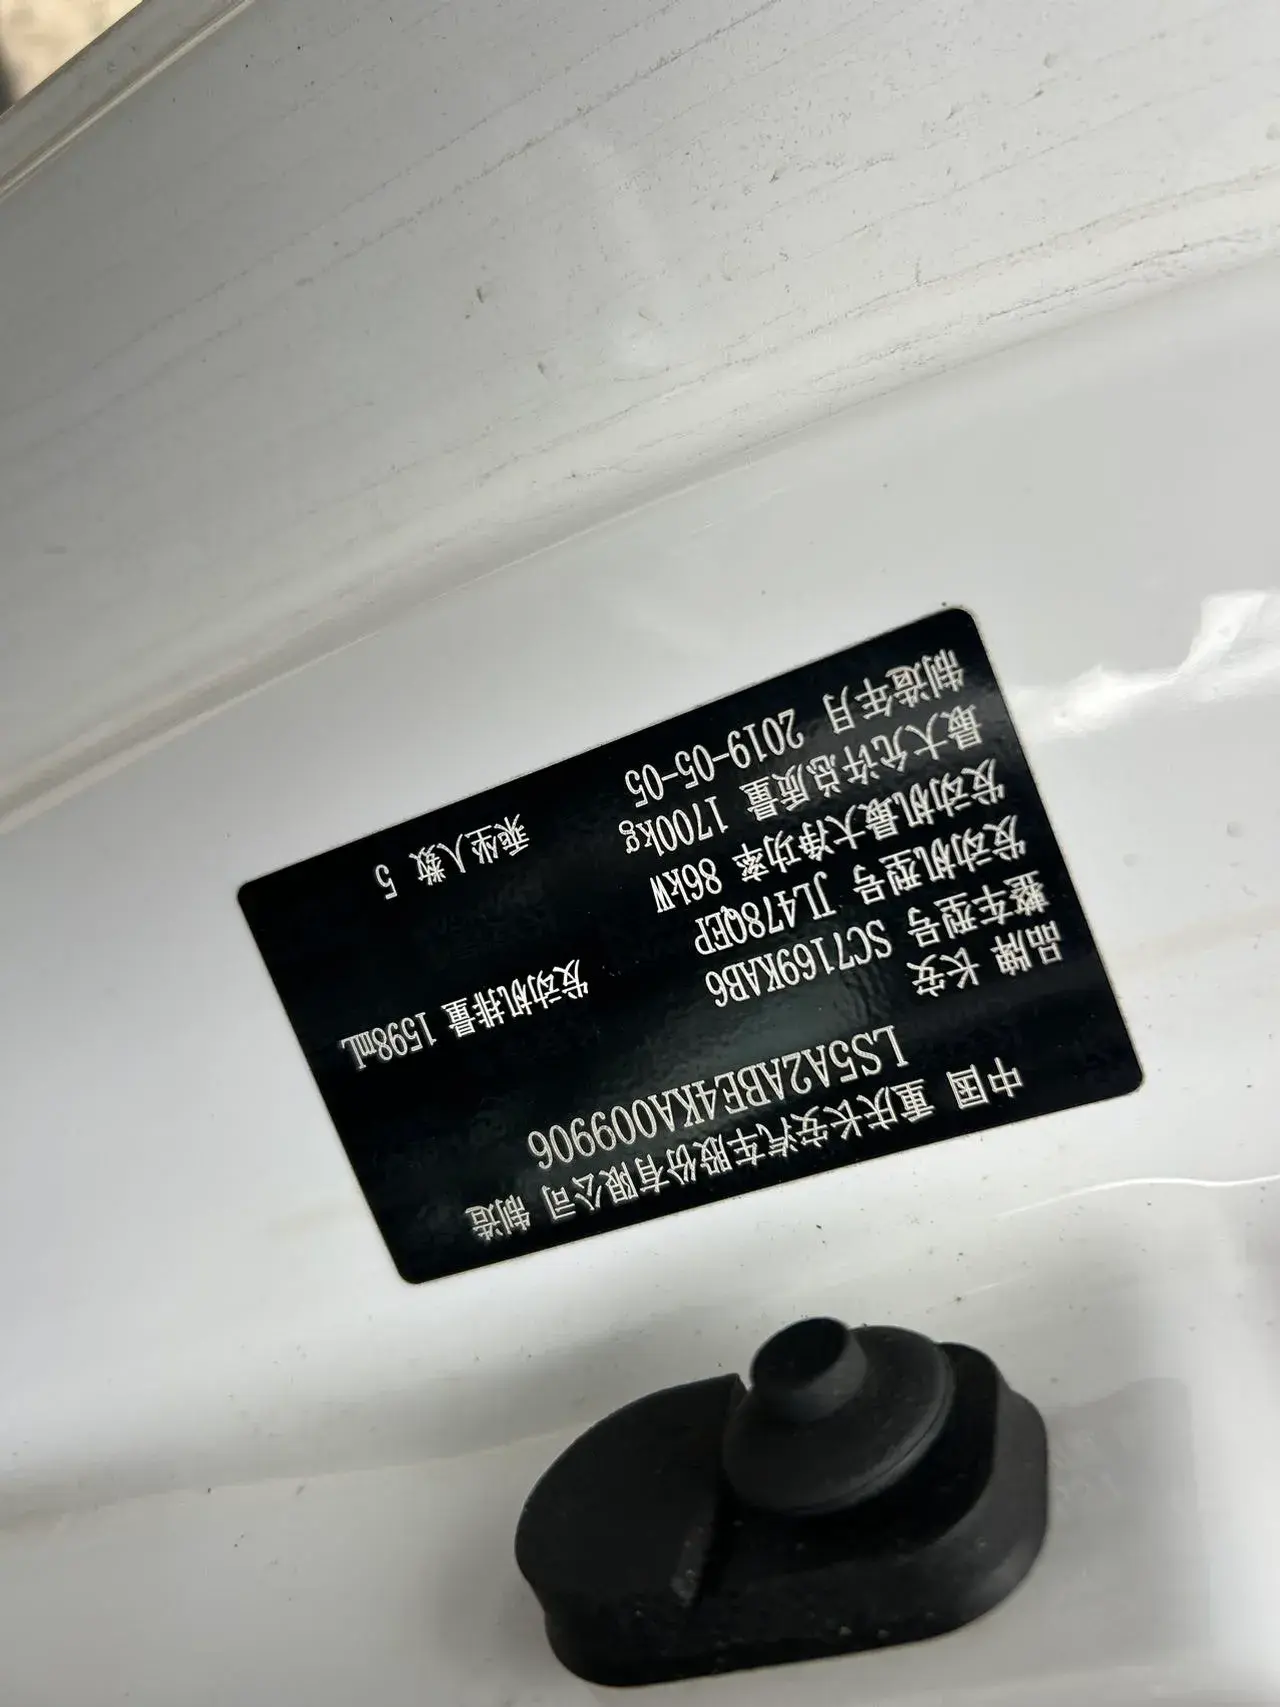 中国 重庆长安汽车股份有限公司 制造
LS5A2ABE4KA009906
品牌 长安
整车型号 SC7169KAB6
发动机型号 JL478QEP 发动机排量 1598mL
发动机最大净功率 86kW
最大允许总质量 1700kg 乘坐人数 5
制造年月 2019-05-05